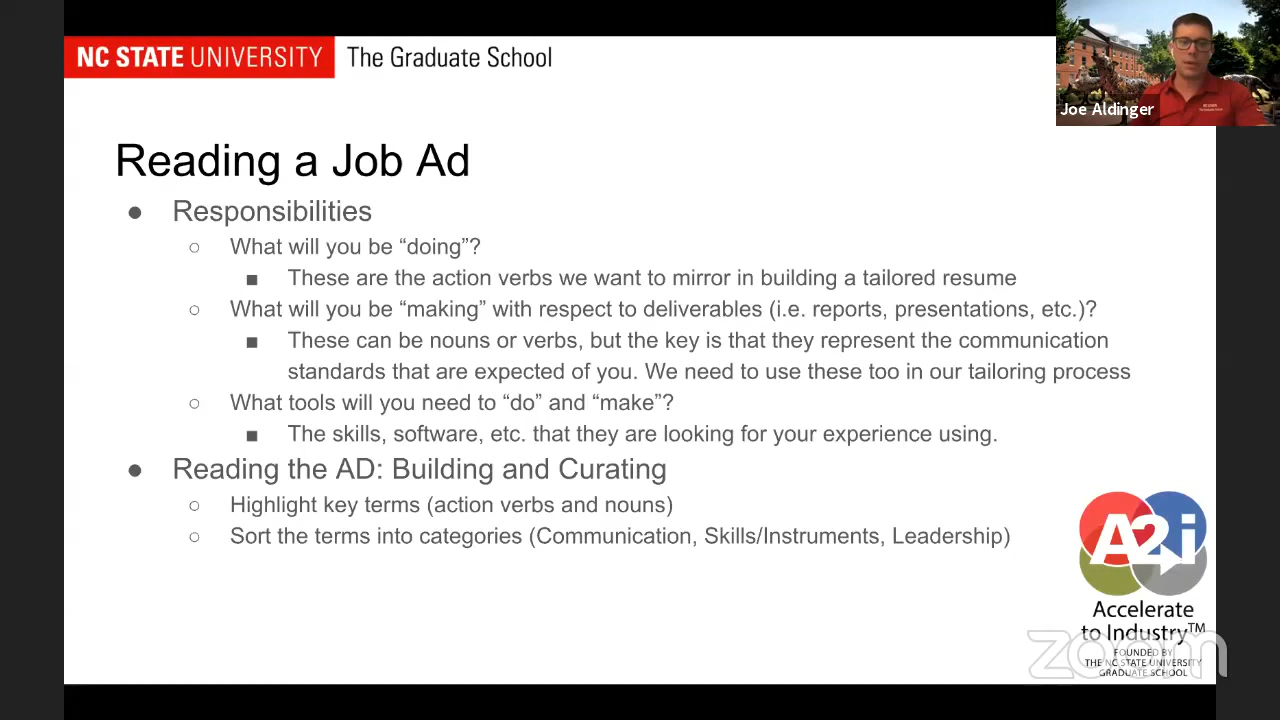 NC STATE UNIVERSITY The Graduate School
Joe Aldinger
Reading a Job Ad
● Responsibilities
○ What will you be “doing”?
■ These are the action verbs we want to mirror in building a tailored resume
○ What will you be “making” with respect to deliverables (i.e. reports, presentations, etc.)?
■ These can be nouns or verbs, but the key is that they represent the communication
standards that are expected of you. We need to use these too in our tailoring process
○ What tools will you need to “do” and “make”?
■ The skills, software, etc. that they are looking for your experience using.
● Reading the AD: Building and Curating
○ Highlight key terms (action verbs and nouns)
○ Sort the terms into categories (Communication, Skills/Instruments, Leadership)
A2i
Accelerate
to Industry™
zoom
FOUNDED BY
THE NC STATE UNIVERSITY
GRADUATE SCHOOL